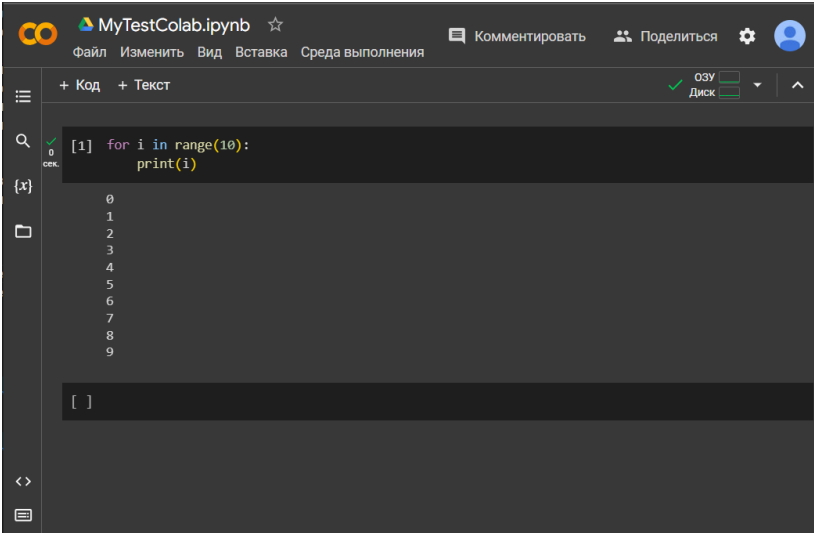 MyTestColab.ipynb
Комментировать
Поделиться
Файл Изменить Вид Вставка Среда выполнения
+ Код + Текст
ОЗУ
Диск
0
сек.
[1] for i in range(10):
print(i)
{x}
0
1
2
3
4
5
6
7
8
9
[ ]